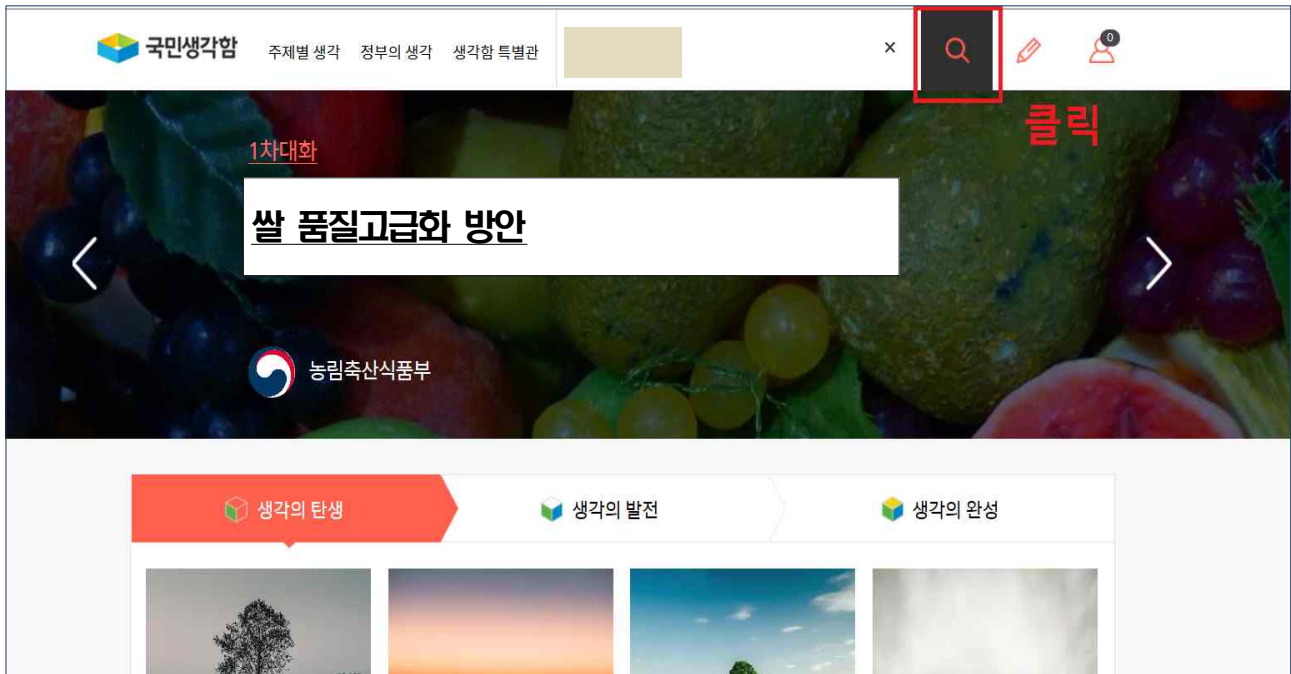 국민생각함 주제별 생각 정부의 생각 생각함 특별관 × 0
클릭
1차대화
쌀 품질고급화 방안
농림축산식품부
생각의 탄생 생각의 발전 생각의 완성